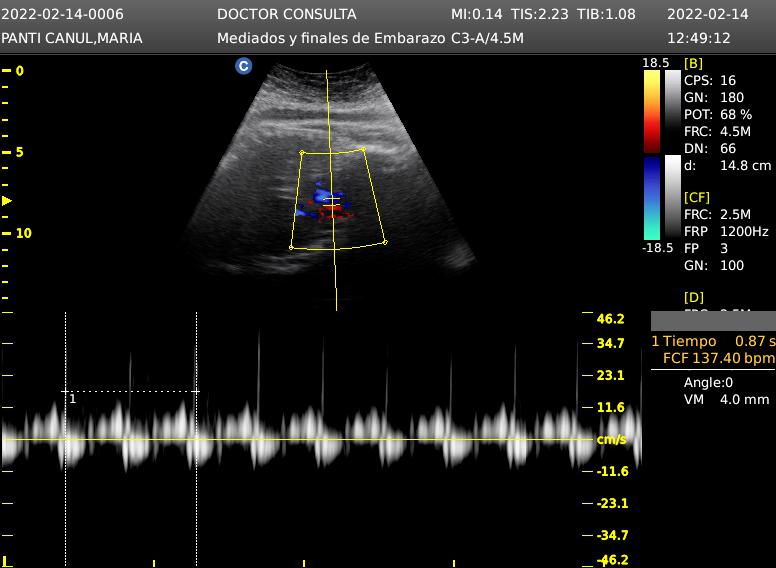 2022-02-14-0006 DOCTOR CONSULTA MI:0.14 TIS:2.23 TIB:1.08 2022-02-14
PANTI CANUL,MARIA Mediados y finales de Embarazo C3-A/4.5M 12:49:12
C
0
5
10
18.5
-18.5
[B]
CPS: 16
GN: 180
POT: 68 %
FRC: 4.5M
DN: 66
d: 14.8 cm
[CF]
FRC: 2.5M
FRP 1200Hz
FP 3
GN: 100
[D]
1 Tiempo 0.87 s
FCF 137.40 bpm
Angle:0
VM 4.0 mm
1
46.2
34.7
23.1
11.6
cm/s
-11.6
-23.1
-34.7
-46.2